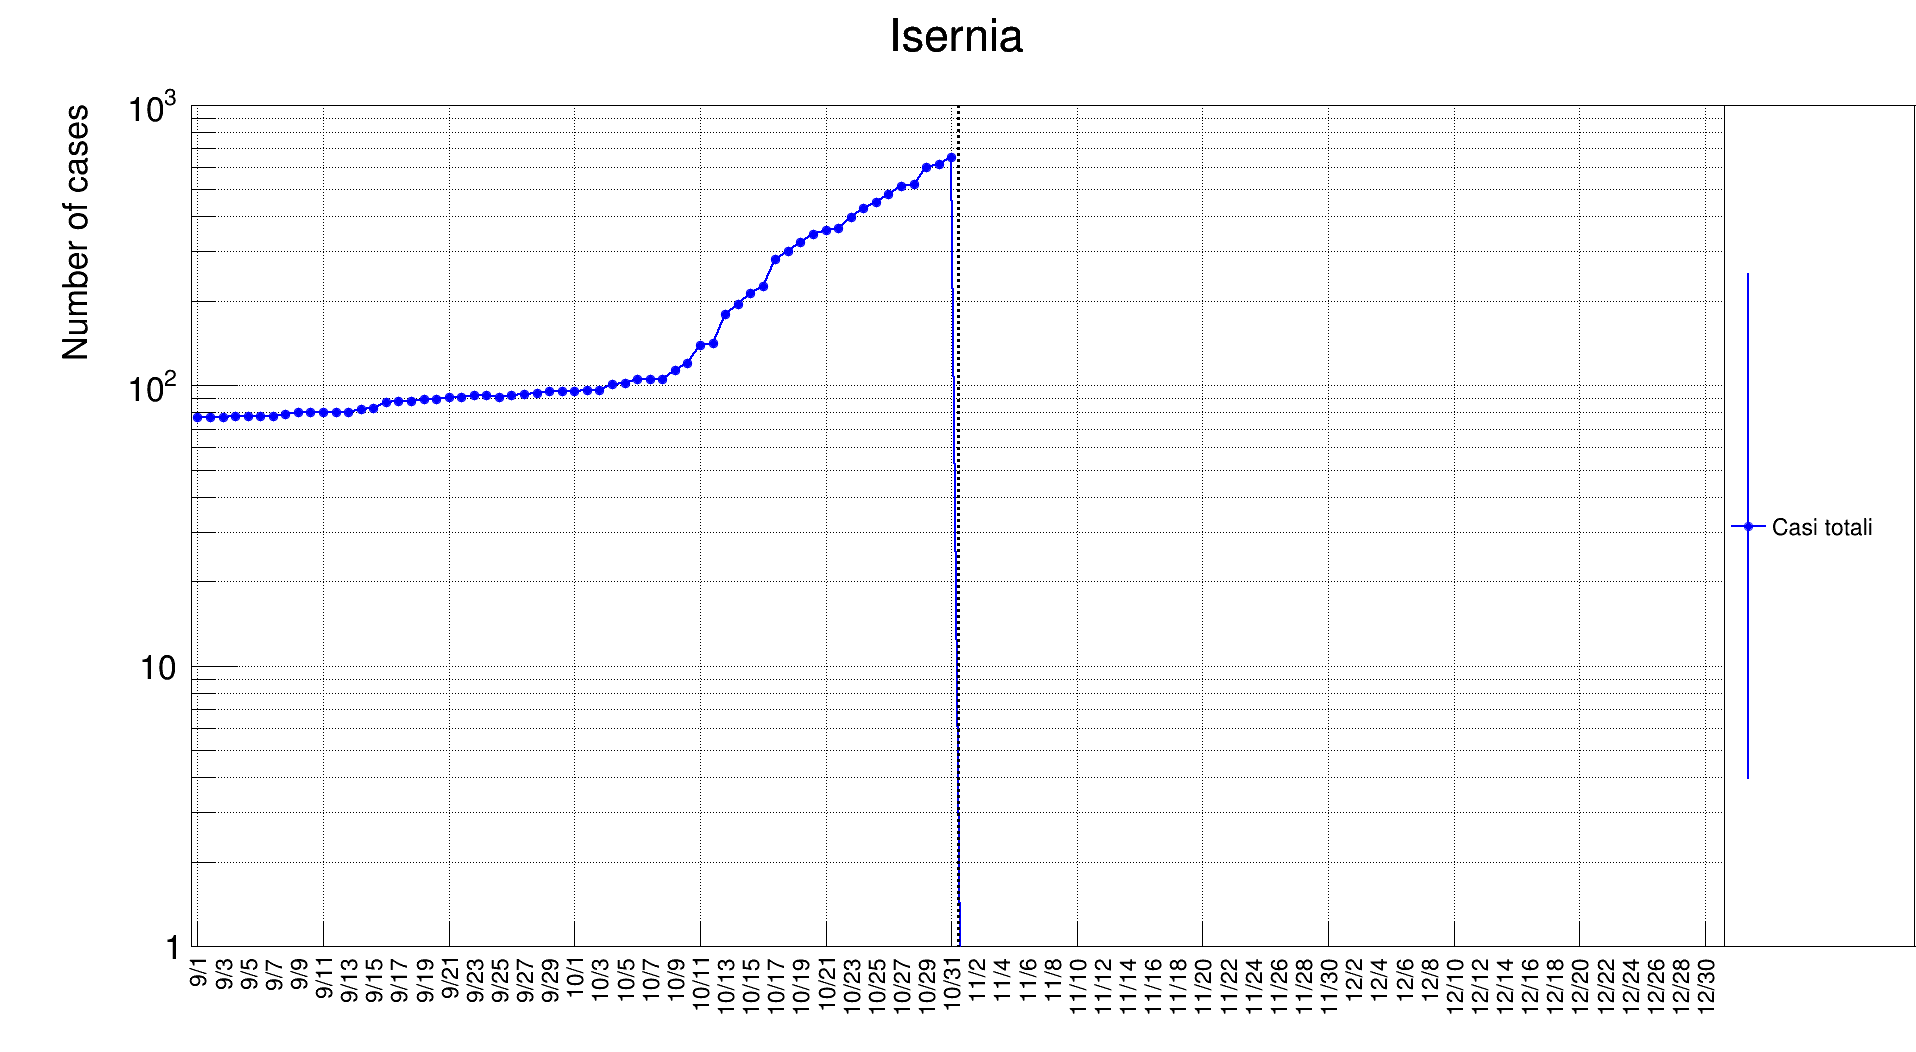 Isernia
Number of cases
10³
10²
10
1
9/1 9/3 9/5 9/7 9/9 9/11 9/13 9/15 9/17 9/19 9/21 9/23 9/25 9/27 9/29 10/1 10/3 10/5 10/7 10/9 10/11 10/13 10/15 10/17 10/19 10/21 10/23 10/25 10/27 10/29 10/31 11/2 11/4 11/6 11/8 11/10 11/12 11/14 11/16 11/18 11/20 11/22 11/24 11/26 11/28 11/30 12/2 12/4 12/6 12/8 12/10 12/12 12/14 12/16 12/18 12/20 12/22 12/24 12/26 12/28 12/30
Casi totali